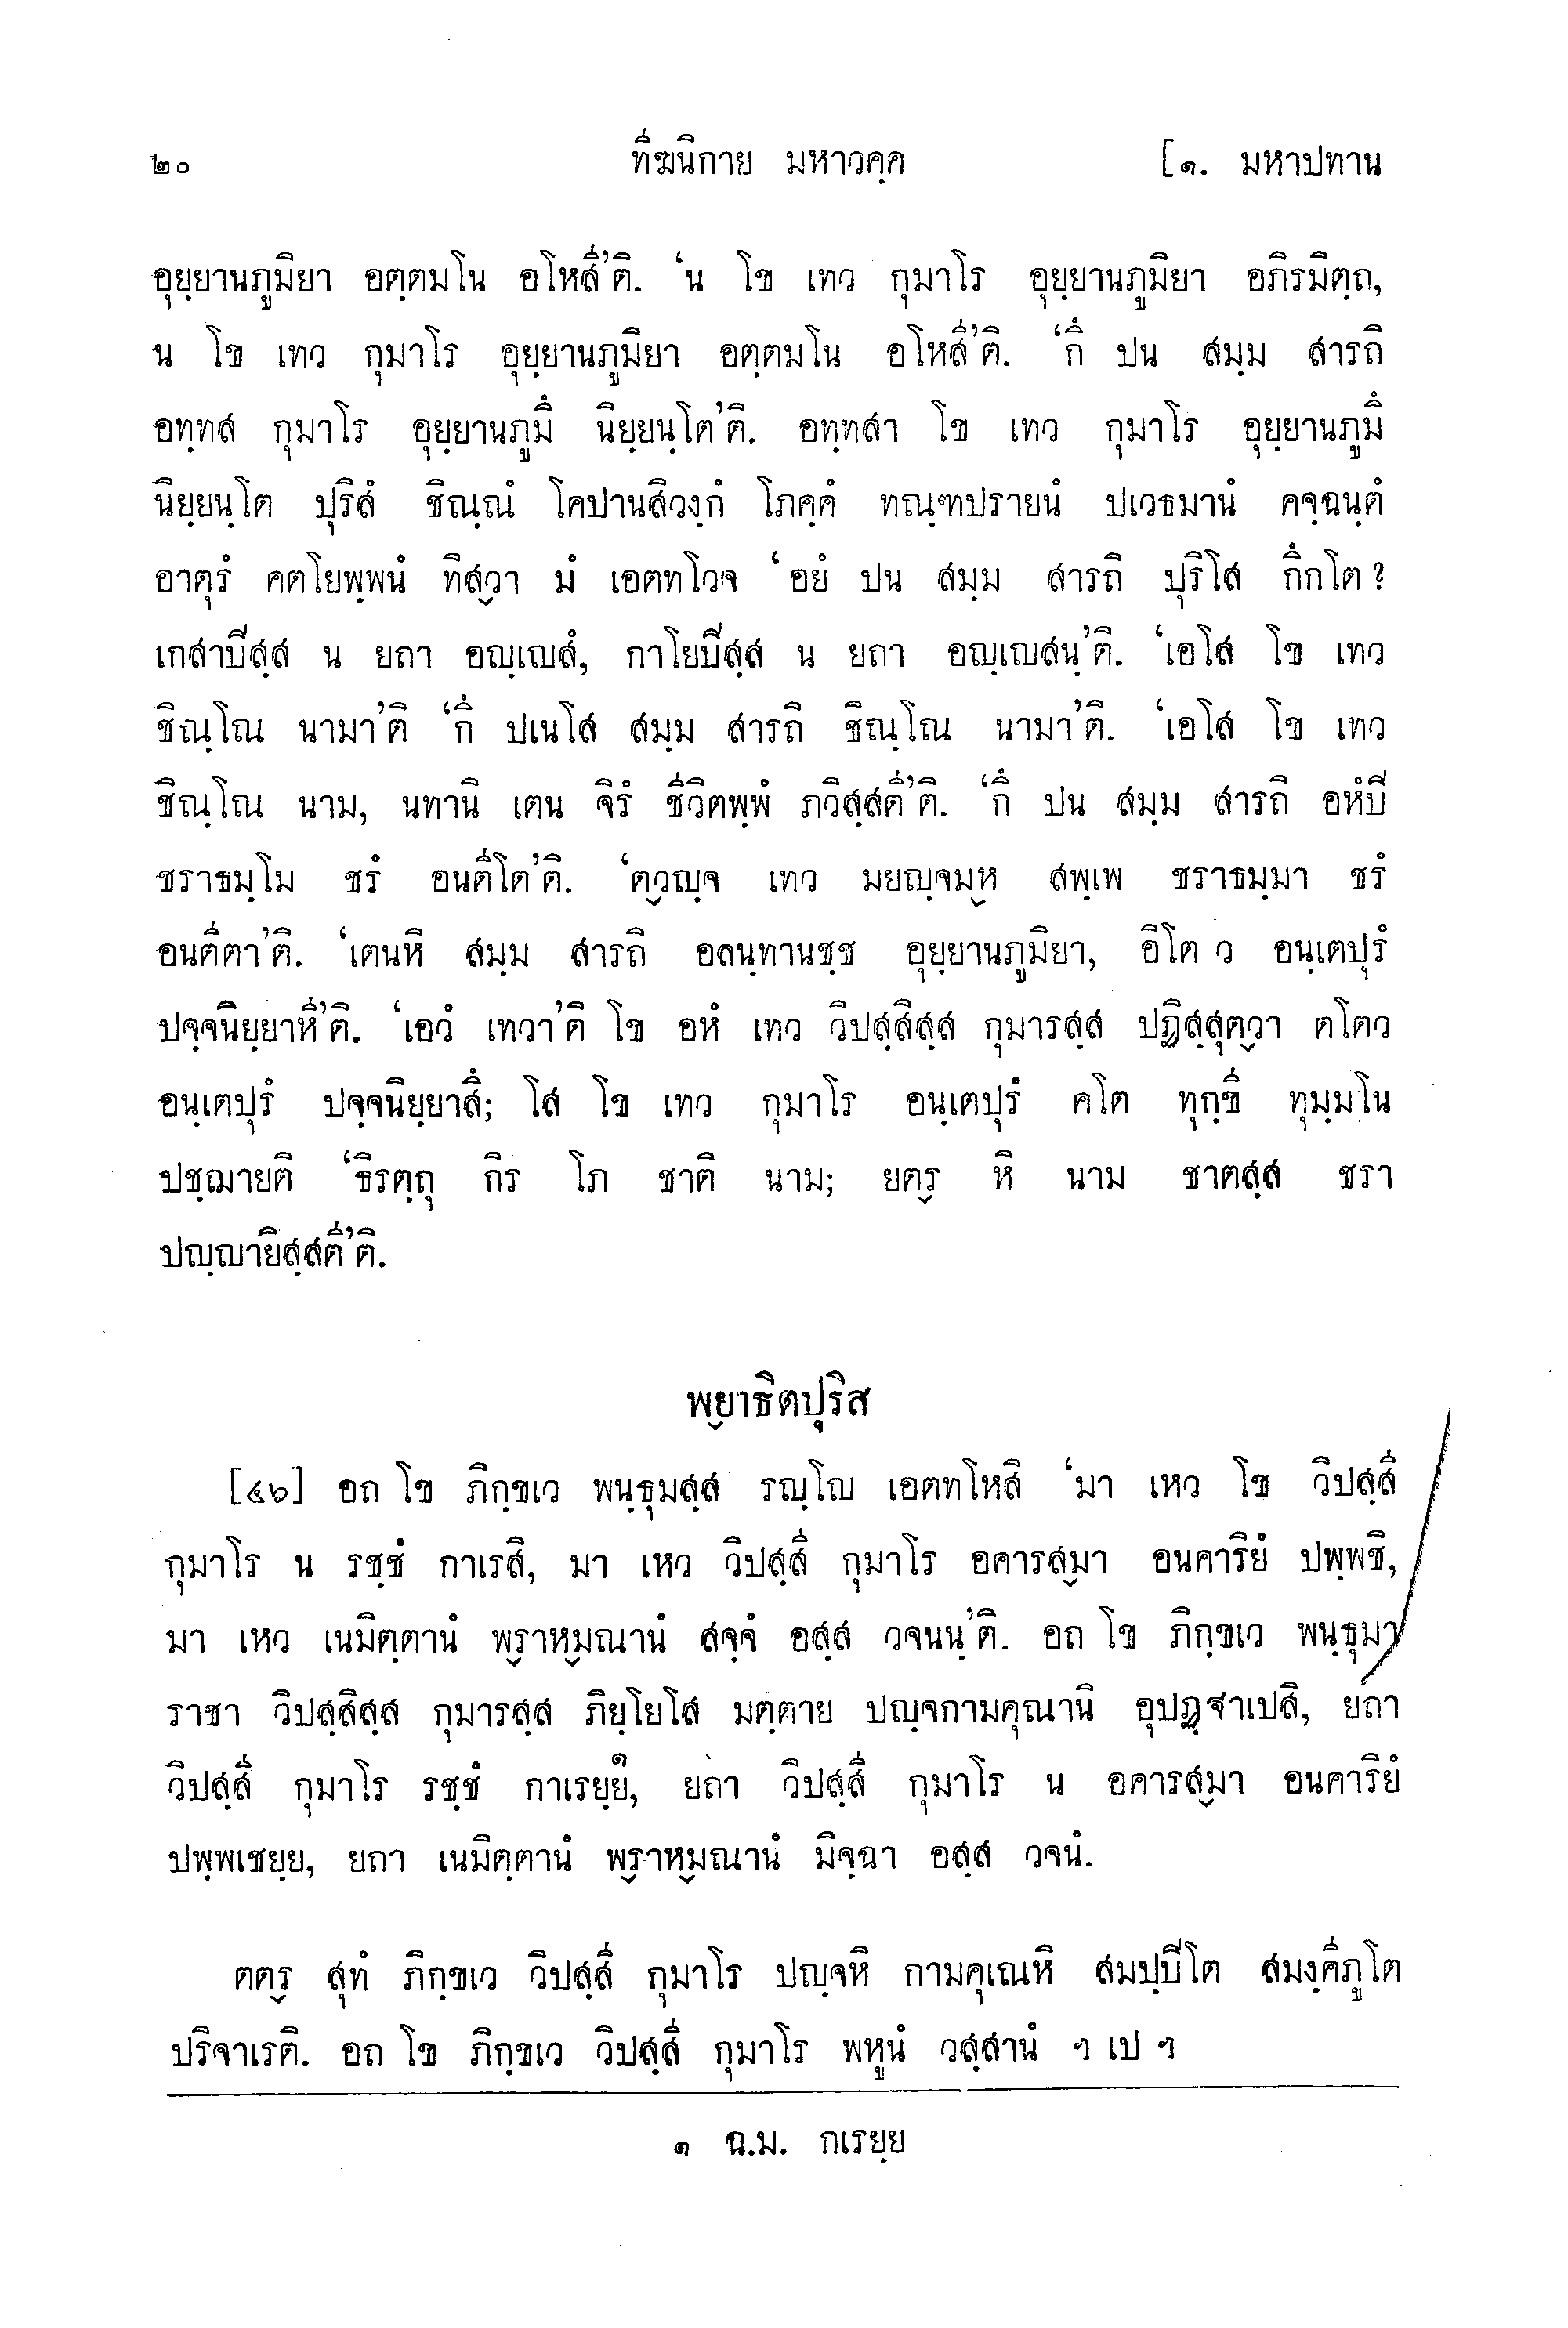 ๒๐ ทีฆนิกาย มหาวคฺค [๑. มหาปทาน
อุยฺยานภูมิยา อตฺตมโน อโหสี’ติ. ‘น โข เทว กุมาโร อุยฺยานภูมิยา อภิรมิตฺถ,
น โข เทว กุมาโร อุยฺยานภูมิยา อตฺตมโน อโหสี’ติ. ‘กึ ปน สมฺม สารถิ
อทฺทส กุมาโร อุยฺยานภูมึ นิยฺยนฺโต’ติ. อทฺทสา โข เทว กุมาโร อุยฺยานภูมึ
นิยฺยนฺโต ปุริสํ ชิณฺณํ โคปานสิวงฺกํ โภคฺคํ ทณฺฑปรายนํ ปเวธมานํ คจฺฉนฺตํ
อาตุรํ คตโยพฺพนํ ทิสฺวา มํ เอตทโวจ ‘อยํ ปน สมฺม สารถิ ปุริโส กึกโต?
เกสาปีสฺส น ยถา อญฺเญสํ, กาโยปีสฺส น ยถา อญฺเญสนฺ’ติ. ‘เอโส โข เทว
ชิณฺโณ นามา’ติ ‘กึ ปเนโส สมฺม สารถิ ชิณฺโณ นามา’ติ. ‘เอโส โข เทว
ชิณฺโณ นาม, นทานิ เตน จิรํ ชีวิตพฺพํ ภวิสฺสตี’ติ. ‘กึ ปน สมฺม สารถิ อหํปิ
ชราธมฺโม ชรํ อนตีโต’ติ. ‘ตฺวญฺจ เทว มยญฺจมฺห สพฺเพ ชราธมฺมา ชรํ
อนตีตา’ติ. ‘เตนหิ สมฺม สารถิ อลนฺทานชฺช อุยฺยานภูมิยา, อิโต ว อนฺเตปุรํ
ปจฺจนิยฺยาหี’ติ. ‘เอวํ เทวา’ติ โข อหํ เทว วิปสฺสิสฺส กุมารสฺส ปฏิสฺสุตฺวา ตโตว
อนฺเตปุรํ ปจฺจนิยฺยาสึ; โส โข เทว กุมาโร อนฺเตปุรํ คโต ทุกฺขี ทุมฺมโน
ปชฺฌายติ ‘ธิรตฺถุ กิร โภ ชาติ นาม; ยตฺร หิ นาม ชาตสฺส ชรา
ปญฺญายิสฺสตี’ติ.
พฺยาธิตปุริส
[๔๖] อถ โข ภิกฺขเว พนฺธุมสฺส รญฺโญ เอตทโหสิ ‘มา เหว โข วิปสฺสี
กุมาโร น รชฺชํ กาเรสิ, มา เหว วิปสฺสี กุมาโร อคารสฺมา อนคาริยํ ปพฺพชิ,
มา เหว เนมิตฺตานํ พฺราหฺมณานํ สจฺจํ อสฺส วจนนฺ’ติ. อถ โข ภิกฺขเว พนฺธุมา
ราชา วิปสฺสิสฺส กุมารสฺส ภิยฺโยโส มตฺตาย ปญฺจกามคุณานิ อุปฏฺฐาเปสิ, ยถา
วิปสฺสี กุมาโร รชฺชํ กาเรยฺย๑, ยถา วิปสฺสี กุมาโร น อคารสฺมา อนคาริยํ
ปพฺพเชยฺย, ยถา เนมิตฺตานํ พฺราหฺมณานํ มิจฺฉา อสฺส วจนํ.
ตตฺร สุทํ ภิกฺขเว วิปสฺสี กุมาโร ปญฺจหิ กามคุเณหิ สมปฺปิโต สมงฺคีภูโต
ปริจาเรติ. อถ โข ภิกฺขเว วิปสฺสี กุมาโร พหูนํ วสฺสานํ ฯ เป ฯ
๑ ฉ.ม. กเรยฺย